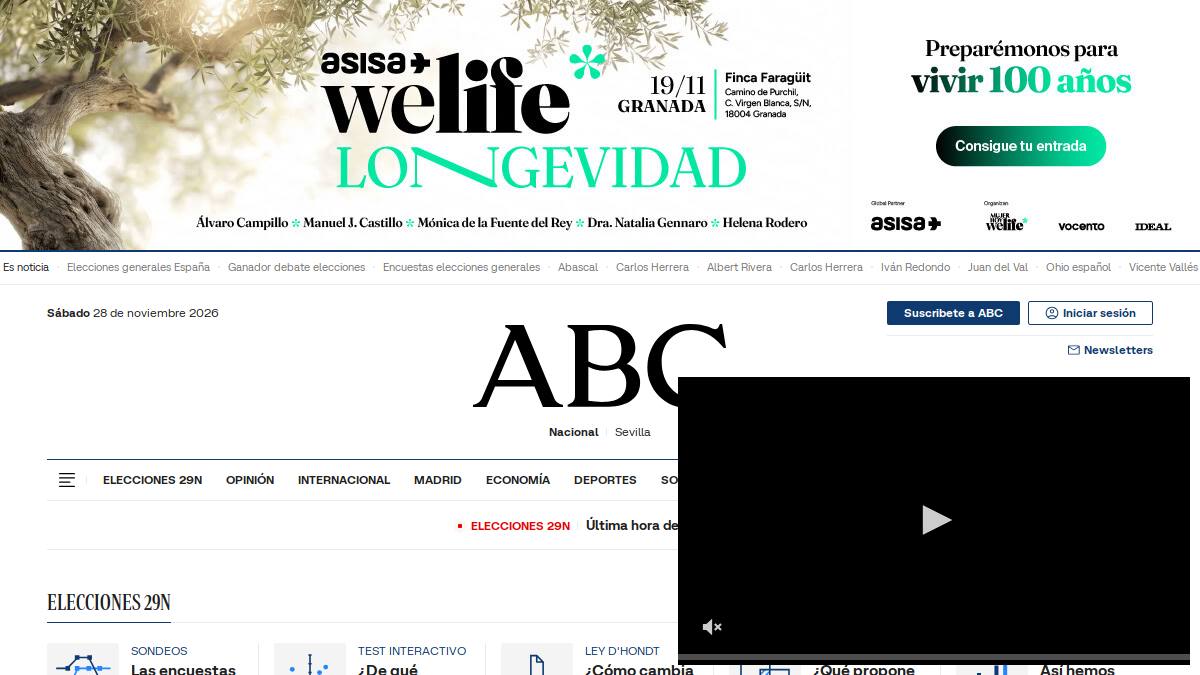 asisa
welife
LONGEVIDAD
19/11
GRANADA
Finca Faragüit
Camino de Purchil,
C. Virgen Blanca, S/N,
18004 Granada
Álvaro Campillo * Manuel J. Castillo * Mónica de la Fuente del Rey * Dra. Natalia Gennaro * Helena Rodero
Preparémonos para
vivir 100 años
Consigue tu entrada
Global Partner
asisa
Organizan
MUJER HOY
welife
vocento
IDEAL
Es noticia · Elecciones generales España · Ganador debate elecciones · Encuestas elecciones generales · Abascal · Carlos Herrera · Albert Rivera · Carlos Herrera · Iván Redondo · Juan del Val · Ohio español · Vicente Vallés
Sábado 28 de noviembre 2026
Suscribete a ABC
Iniciar sesión
Newsletters
ABC
Nacional | Sevilla
ELECCIONES 29N OPINIÓN INTERNACIONAL MADRID ECONOMÍA DEPORTES SO
ELECCIONES 29N Última hora de
ELECCIONES 29N
SONDEOS
Las encuestas
TEST INTERACTIVO
¿De qué
LEY D'HONDT
¿Cómo cambia
¿Qué propone
Así hemos